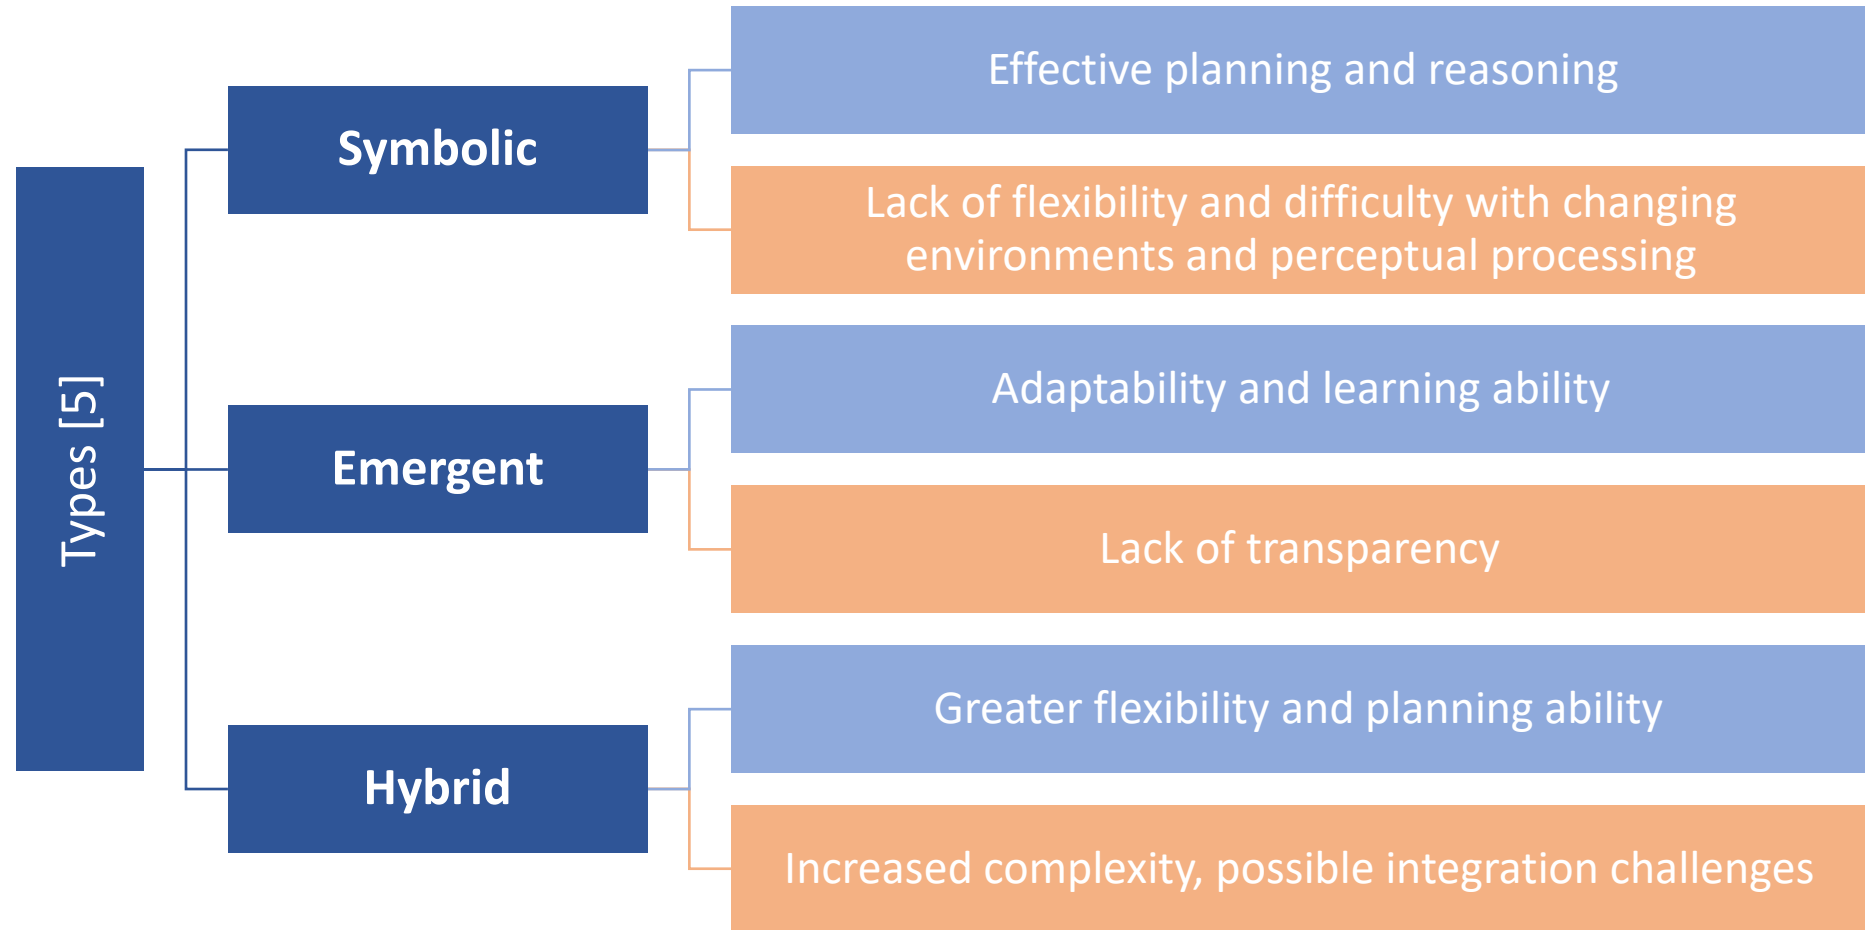 Types [5]
Symbolic
Effective planning and reasoning
Lack of flexibility and difficulty with changing
environments and perceptual processing
Emergent
Adaptability and learning ability
Lack of transparency
Hybrid
Greater flexibility and planning ability
Increased complexity, possible integration challenges